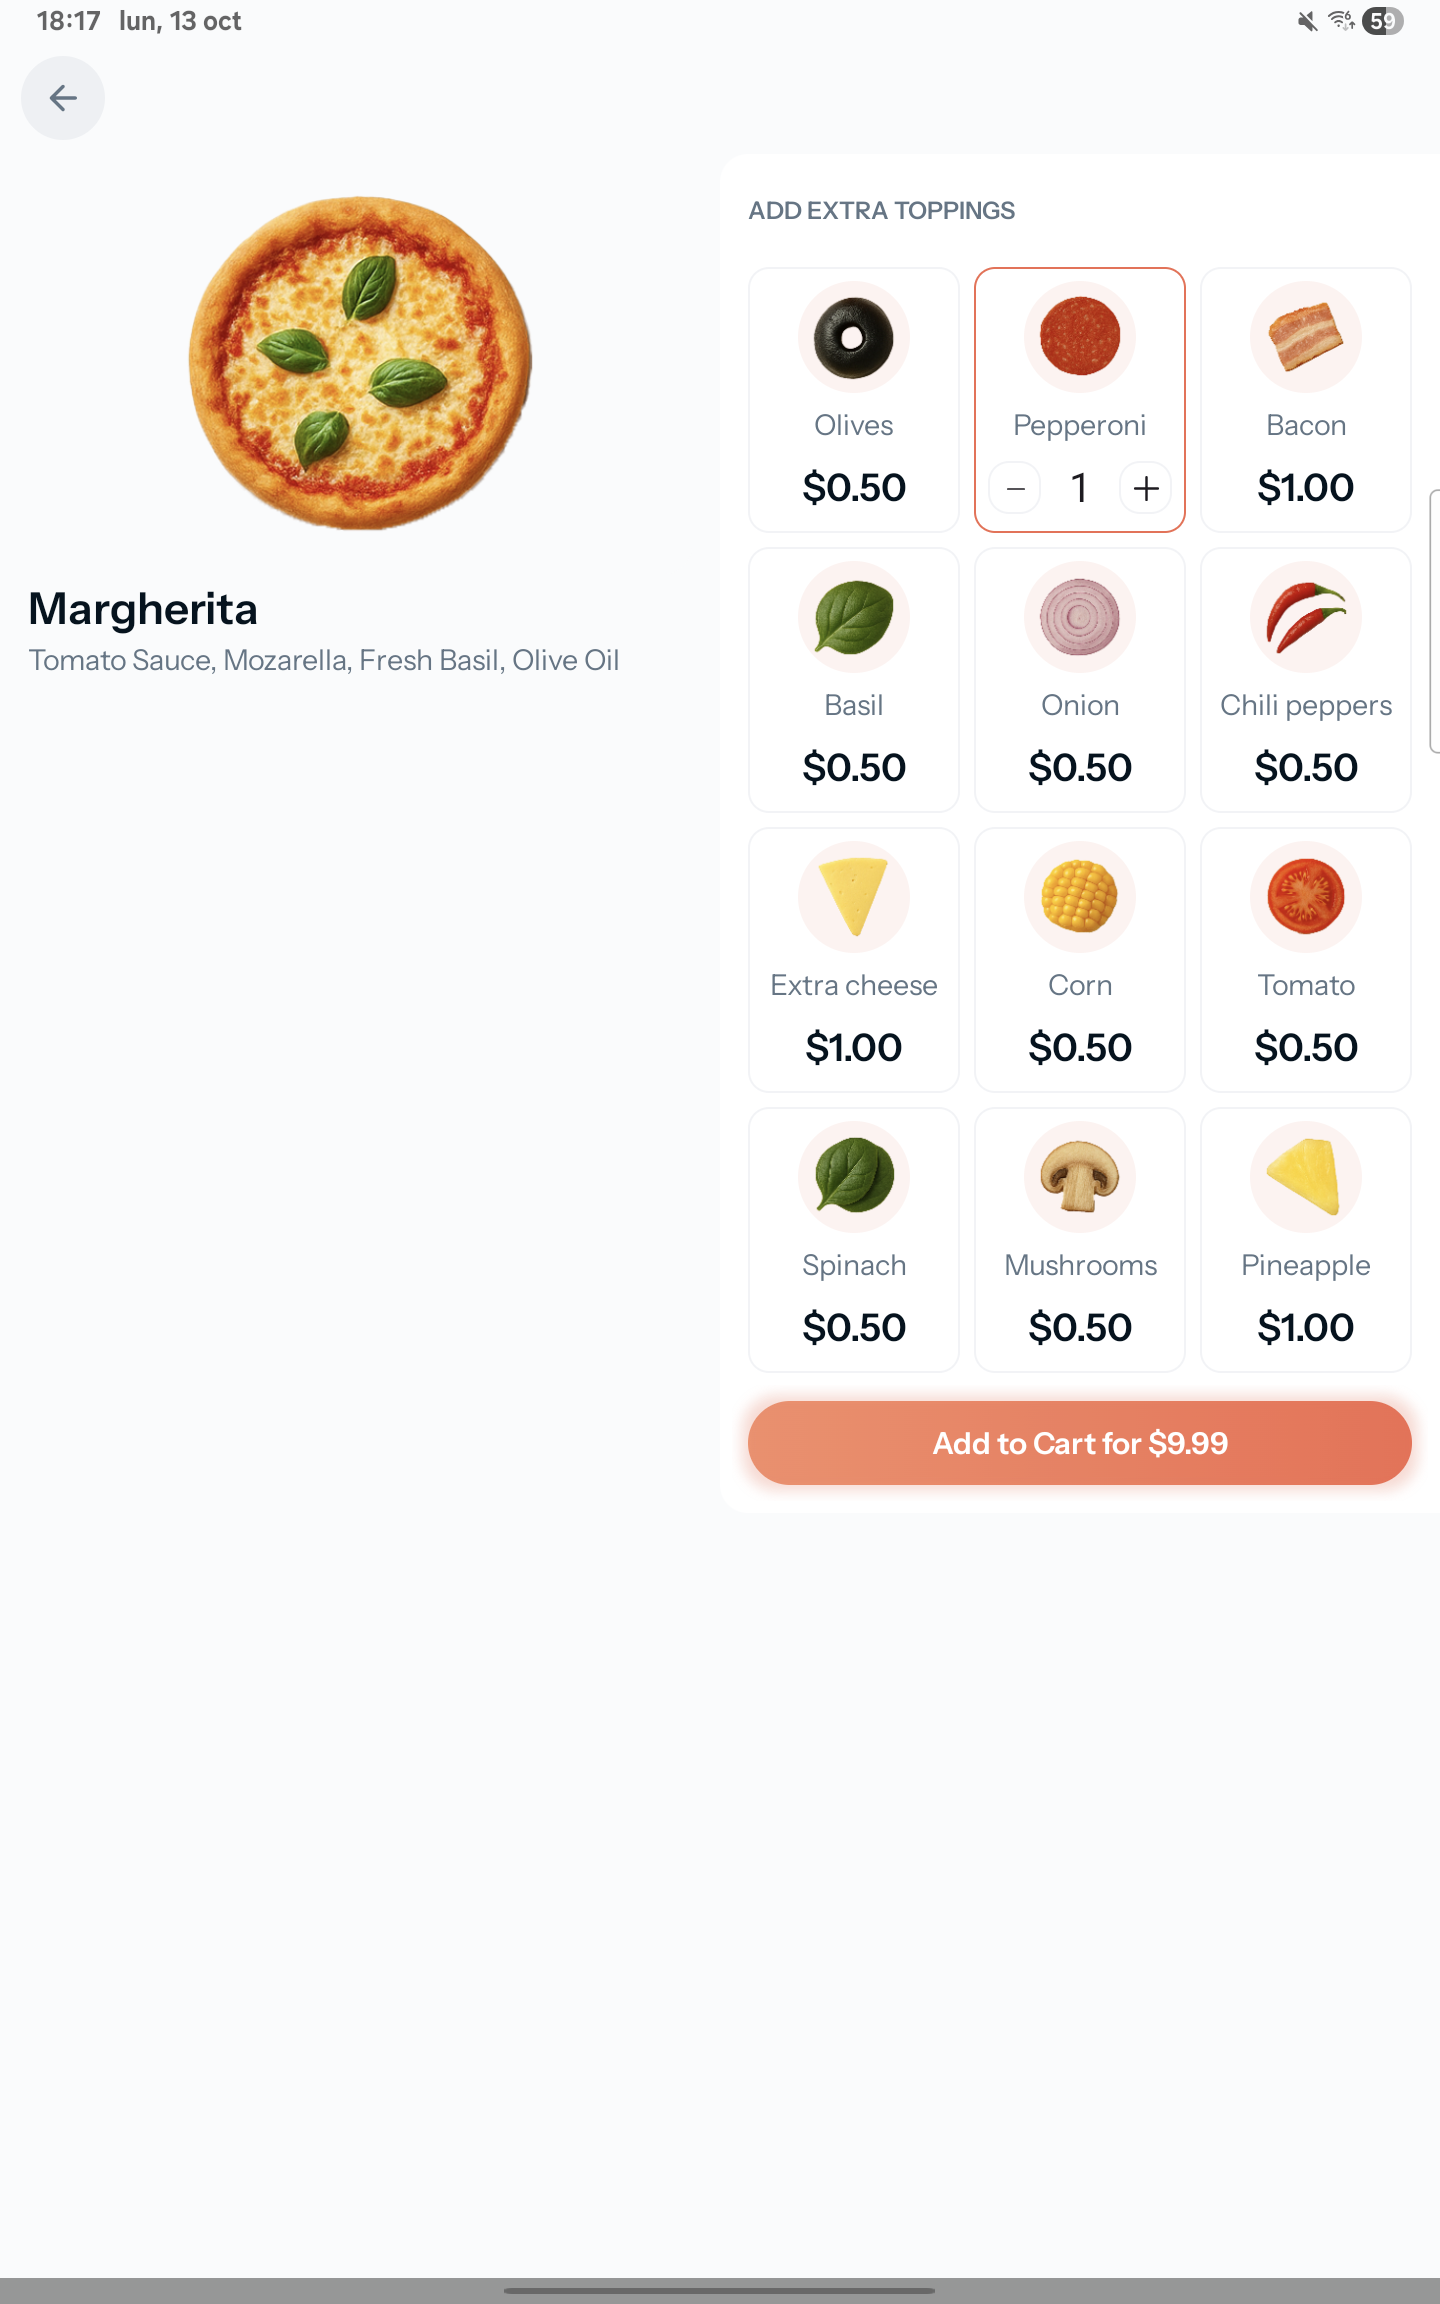 18:17 lun, 13 oct
59
ADD EXTRA TOPPINGS
Olives
$0.50
Pepperoni
− 1 +
Bacon
$1.00
Margherita
Tomato Sauce, Mozarella, Fresh Basil, Olive Oil
Basil
$0.50
Onion
$0.50
Chili peppers
$0.50
Extra cheese
$1.00
Corn
$0.50
Tomato
$0.50
Spinach
$0.50
Mushrooms
$0.50
Pineapple
$1.00
Add to Cart for $9.99